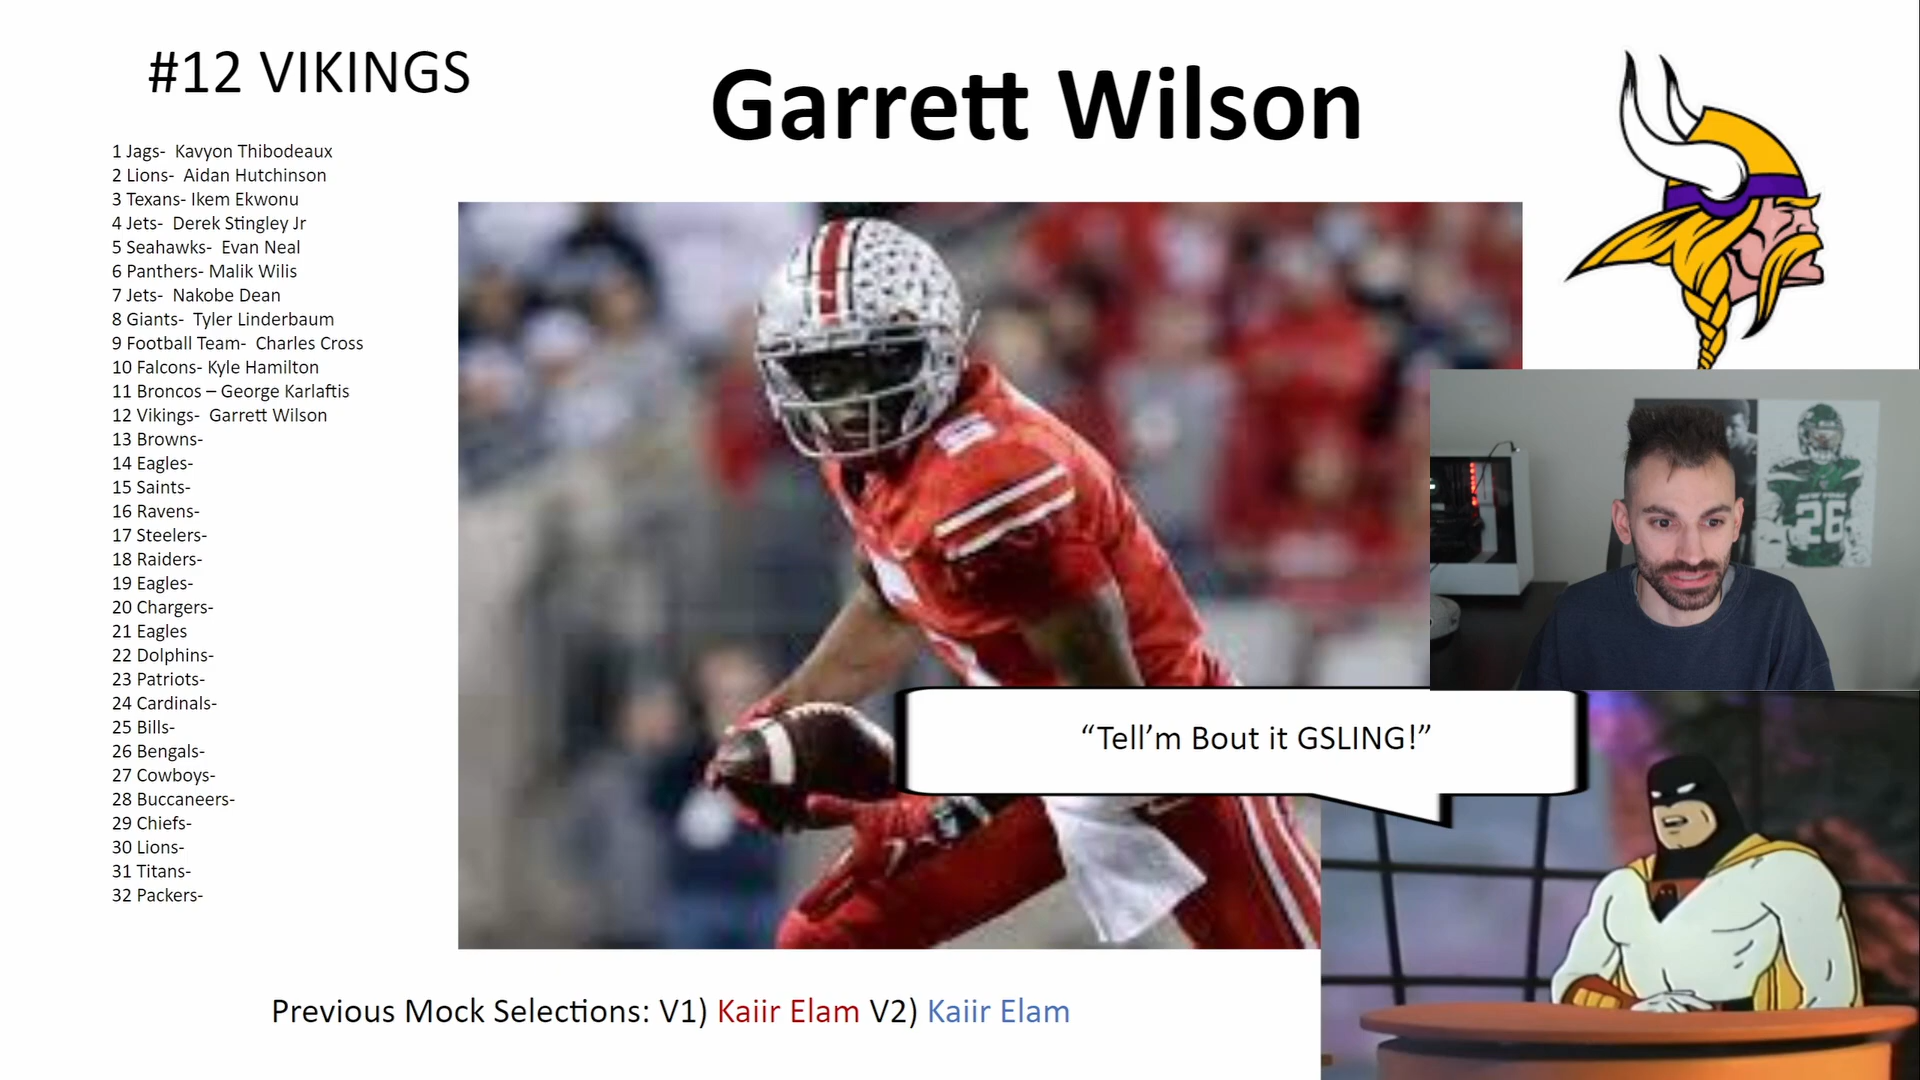 #12 VIKINGS
Garrett Wilson
1 Jags- Kavyon Thibodeaux
2 Lions- Aidan Hutchinson
3 Texans- Ikem Ekwonu
4 Jets- Derek Stingley Jr
5 Seahawks- Evan Neal
6 Panthers- Malik Wilis
7 Jets- Nakobe Dean
8 Giants- Tyler Linderbaum
9 Football Team- Charles Cross
10 Falcons- Kyle Hamilton
11 Broncos – George Karlaftis
12 Vikings- Garrett Wilson
13 Browns-
14 Eagles-
15 Saints-
16 Ravens-
17 Steelers-
18 Raiders-
19 Eagles-
20 Chargers-
21 Eagles
22 Dolphins-
23 Patriots-
24 Cardinals-
25 Bills-
26 Bengals-
27 Cowboys-
28 Buccaneers-
29 Chiefs-
30 Lions-
31 Titans-
32 Packers-
NEW YORK
26
“Tell’m Bout it GSLING!”
Previous Mock Selections: V1) Kaiir Elam V2) Kaiir Elam